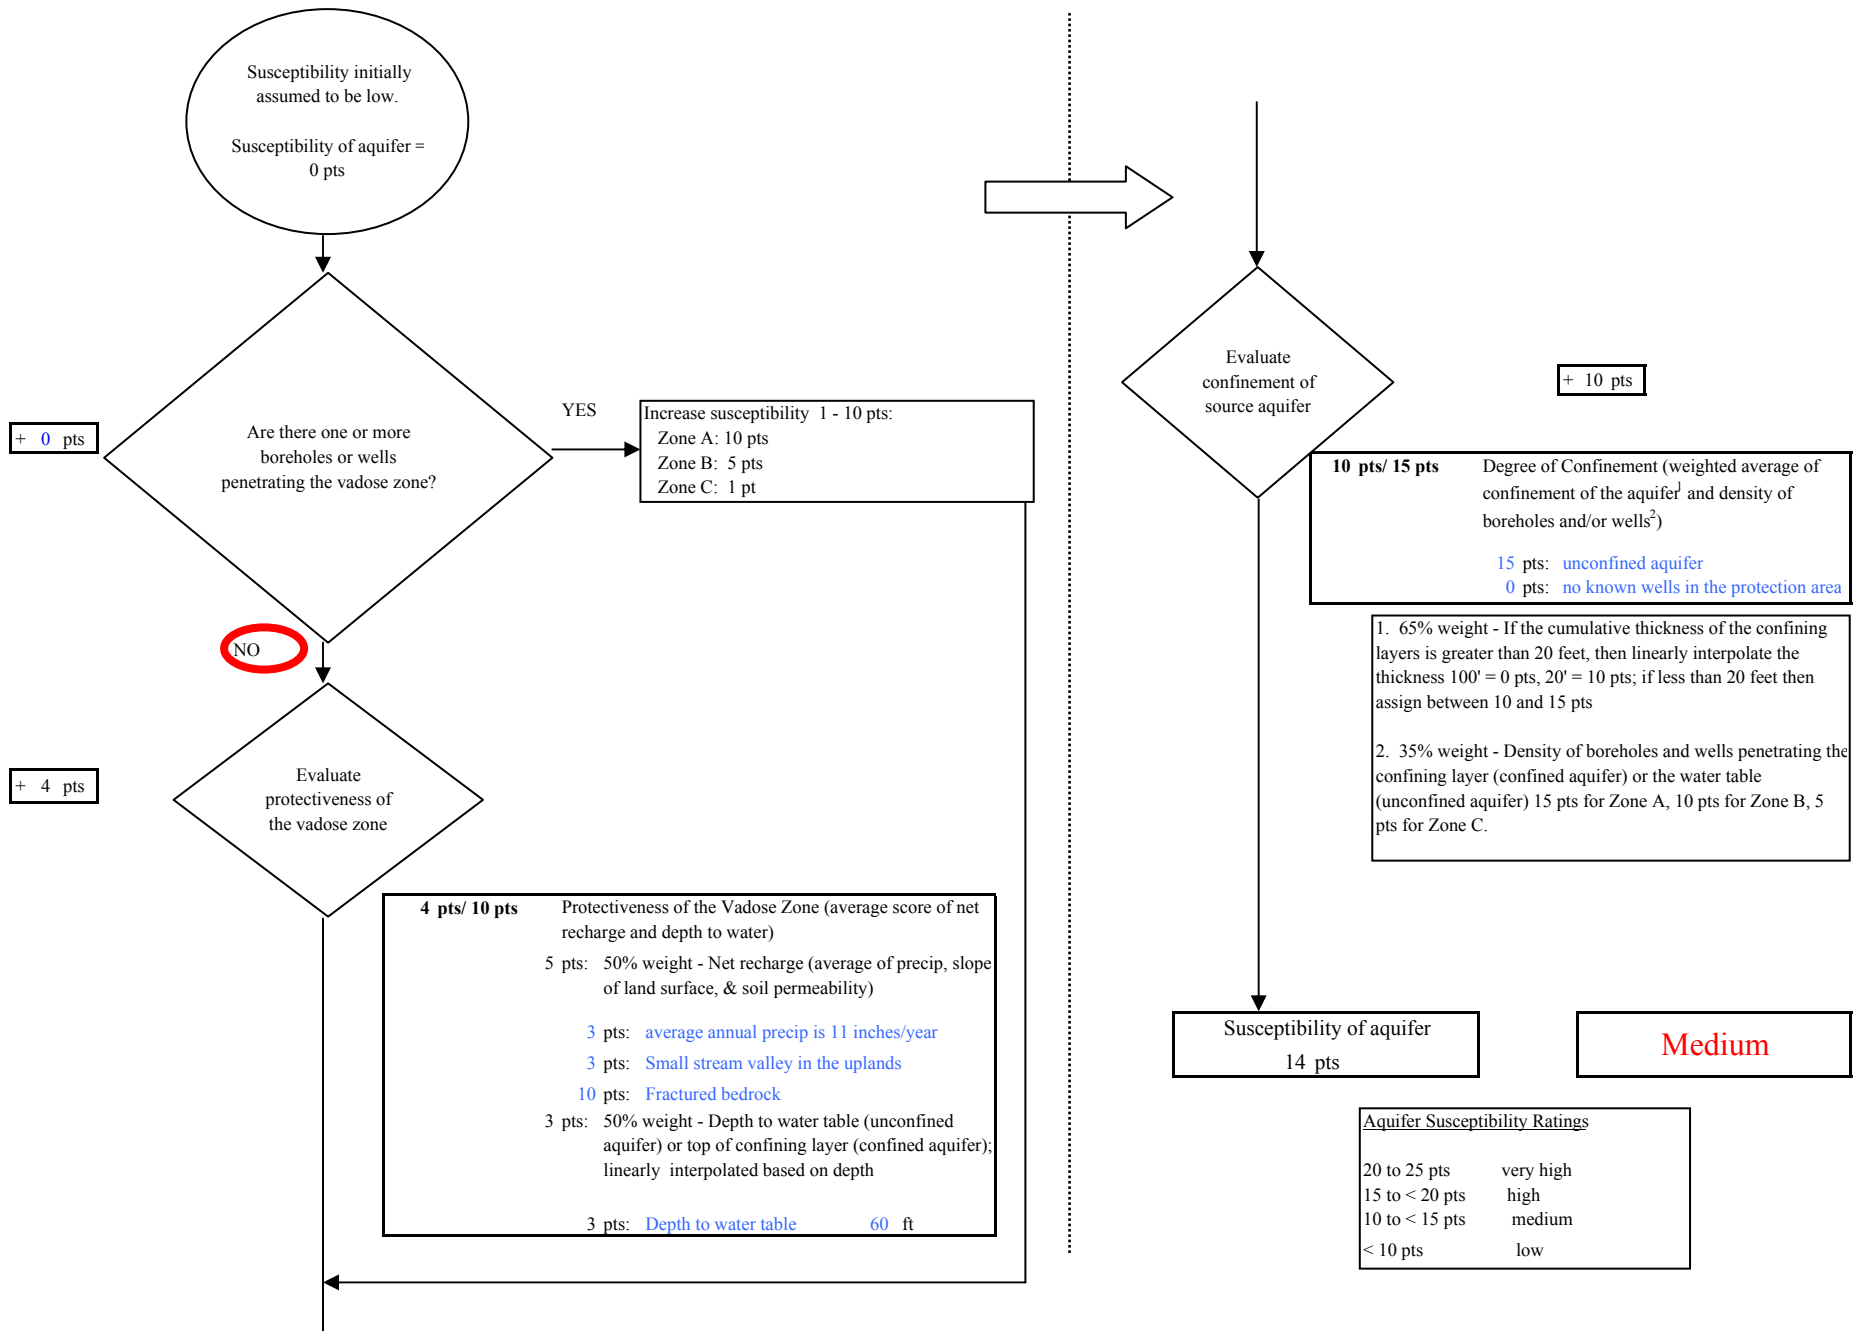 Susceptibility initially
assumed to be low.
Susceptibility of aquifer =
0 pts
Are there one or more
boreholes or wells
penetrating the vadose zone?
+ 0 pts
YES
Increase susceptibility 1 - 10 pts:
Zone A: 10 pts
Zone B: 5 pts
Zone C: 1 pt
NO
Evaluate
protectiveness of
the vadose zone
+ 4 pts
4 pts/ 10 pts Protectiveness of the Vadose Zone (average score of net
recharge and depth to water)
5 pts: 50% weight - Net recharge (average of precip, slope
of land surface, & soil permeability)
3 pts: average annual precip is 11 inches/year
3 pts: Small stream valley in the uplands
10 pts: Fractured bedrock
3 pts: 50% weight - Depth to water table (unconfined
aquifer) or top of confining layer (confined aquifer);
linearly interpolated based on depth
3 pts: Depth to water table 60 ft
Evaluate
confinement of
source aquifer
+ 10 pts
10 pts/ 15 pts Degree of Confinement (weighted average of
confinement of the aquifer1 and density of
boreholes and/or wells2)
15 pts: unconfined aquifer
0 pts: no known wells in the protection area
1. 65% weight - If the cumulative thickness of the confining
layers is greater than 20 feet, then linearly interpolate the
thickness 100' = 0 pts, 20' = 10 pts; if less than 20 feet then
assign between 10 and 15 pts
2. 35% weight - Density of boreholes and wells penetrating the
confining layer (confined aquifer) or the water table
(unconfined aquifer) 15 pts for Zone A, 10 pts for Zone B, 5
pts for Zone C.
Susceptibility of aquifer
14 pts
Medium
Aquifer Susceptibility Ratings
20 to 25 pts very high
15 to < 20 pts high
10 to < 15 pts medium
< 10 pts low